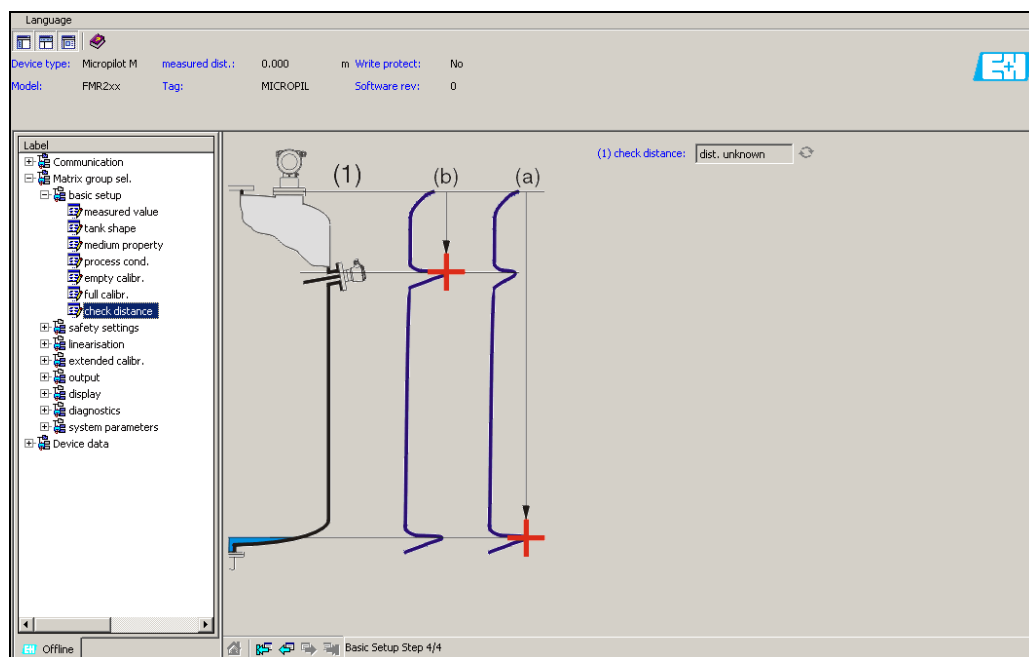 Language
Device type: Micropilot M measured dist.: 0.000 m Write protect: No
Model: FMR2xx Tag: MICROPIL Software rev: 0
E+H
Label
Communication
Matrix group sel.
basic setup
measured value
tank shape
medium property
process cond.
empty calibr.
full calibr.
check distance
safety settings
linearisation
extended calibr.
output
display
diagnostics
system parameters
Device data
(1) (b) (a)
(1) check distance: dist. unknown
Offline
Basic Setup Step 4/4